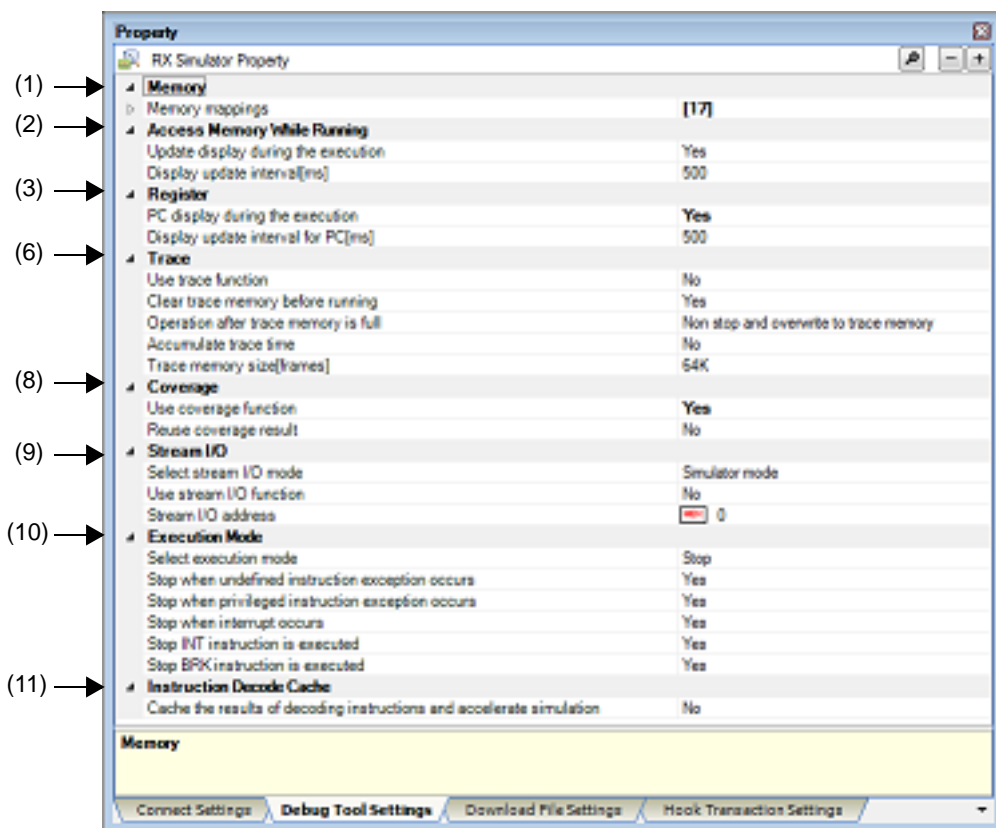 Property
RX Simulator Property
(1) Memory
Memory mappings [17]
(2) Access Memory While Running
Update display during the execution Yes
Display update interval[ms] 500
(3) Register
PC display during the execution Yes
Display update interval for PC[ms] 500
(6) Trace
Use trace function No
Clear trace memory before running Yes
Operation after trace memory is full Non stop and overwrite to trace memory
Accumulate trace time No
Trace memory size[frames] 64K
(8) Coverage
Use coverage function Yes
Reuse coverage result No
(9) Stream I/O
Select stream I/O mode Simulator mode
Use stream I/O function No
Stream I/O address 0
(10) Execution Mode
Select execution mode Stop
Stop when undefined instruction exception occurs Yes
Stop when privileged instruction exception occurs Yes
Stop when interrupt occurs Yes
Stop INT instruction is executed Yes
Stop BRK instruction is executed Yes
(11) Instruction Decode Cache
Cache the results of decoding instructions and accelerate simulation No
Memory
Connect Settings Debug Tool Settings Download File Settings Hook Transaction Settings